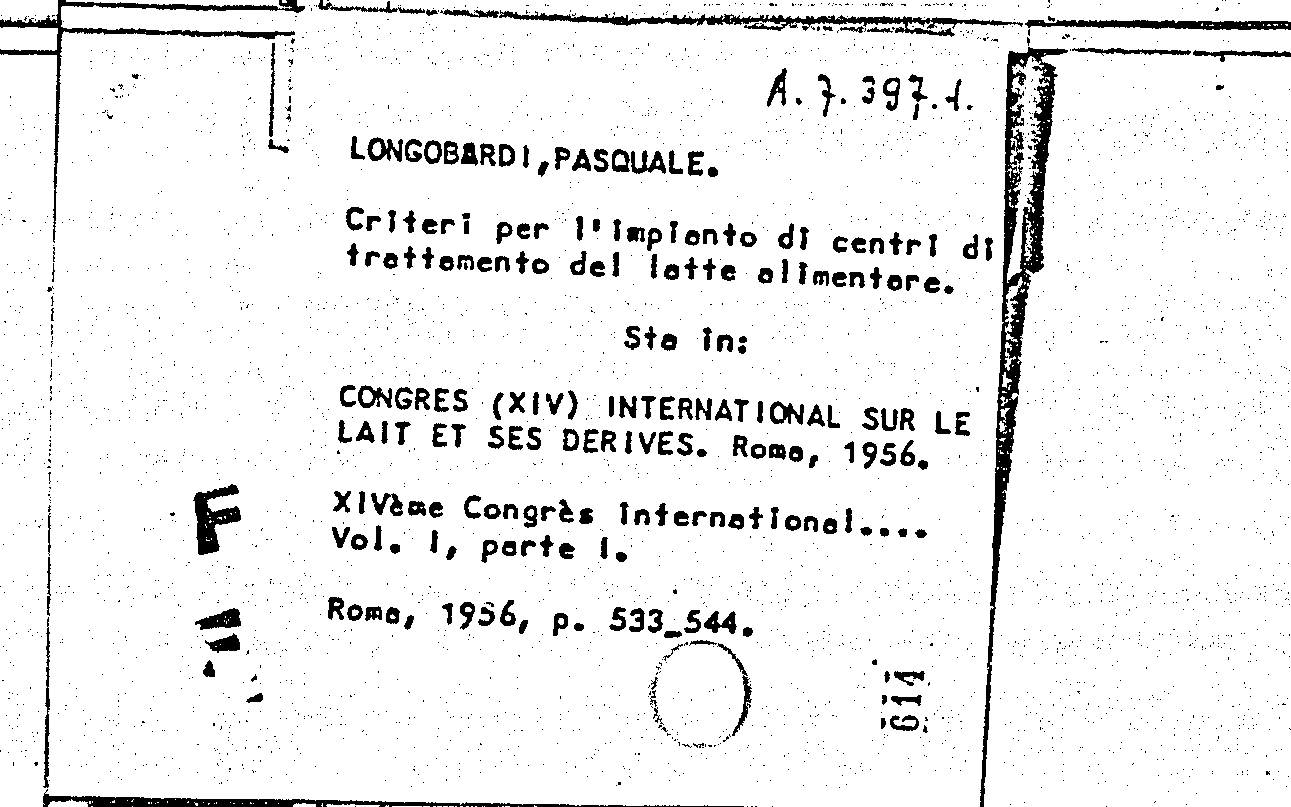 A.7.397.1.
LONGOBARDI,PASQUALE.
Criteri per l'impianto di centri di
trattamento del latte alimentare.
Sta in:
CONGRES (XIV) INTERNATIONAL SUR LE
LAIT ET SES DERIVES. Roma, 1956.
XIVème Congrès international....
Vol. I, parte I.
Roma, 1956, p. 533_544.
F
614